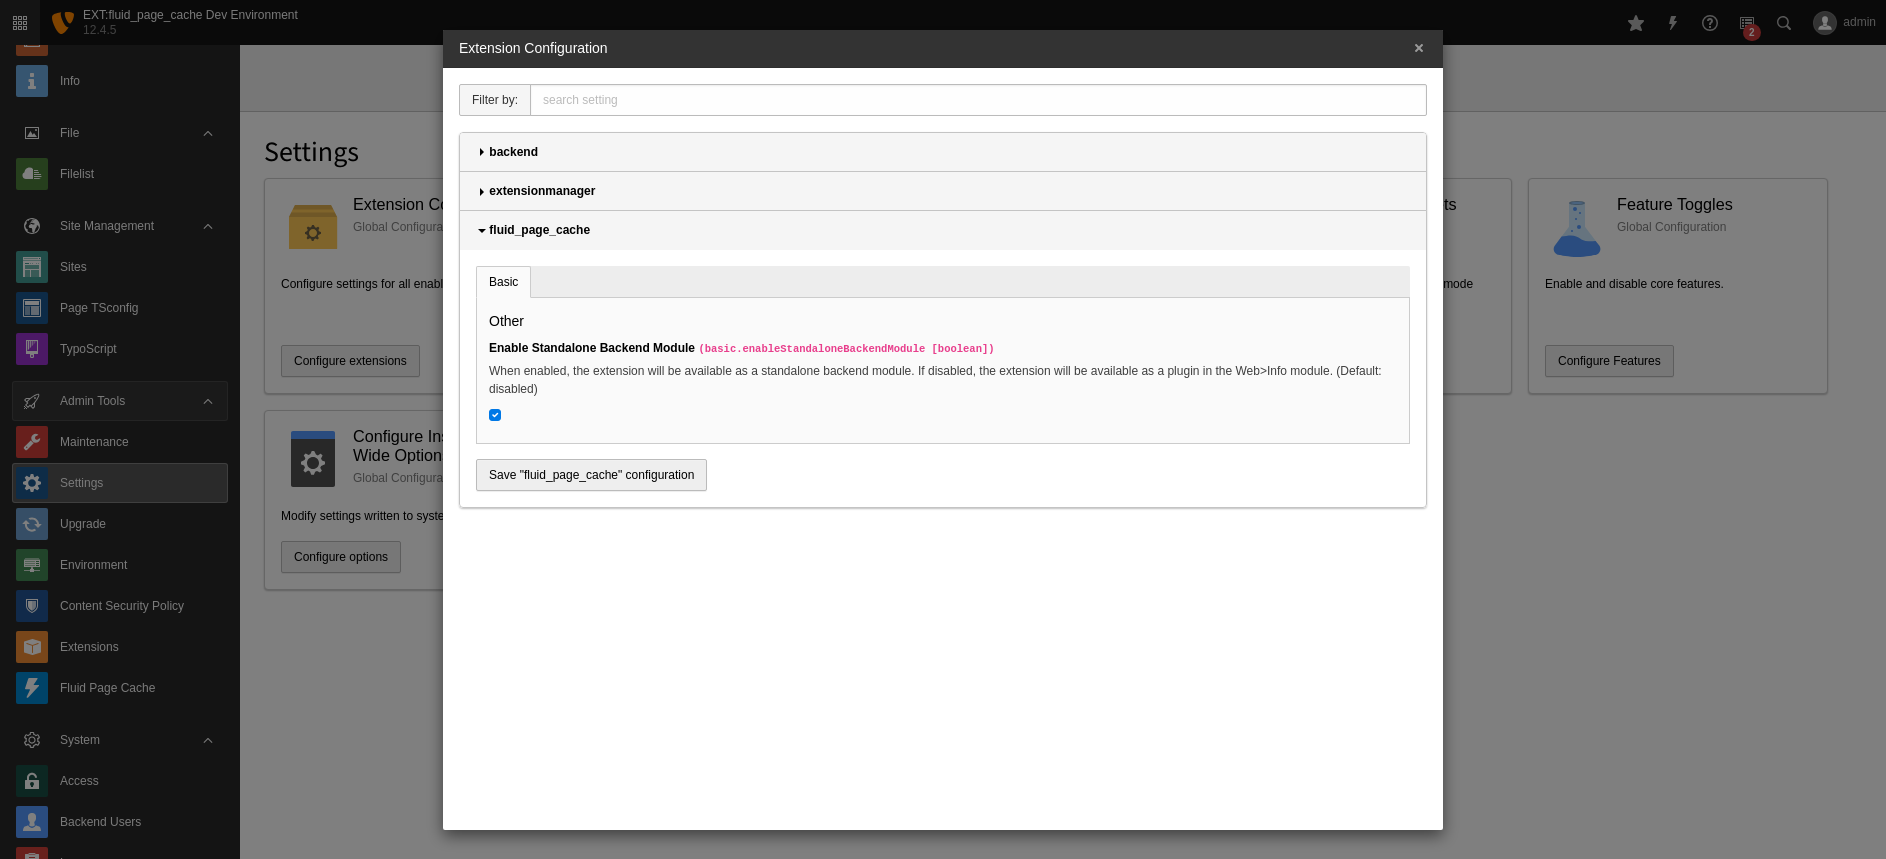 EXT:fluid_page_cache Dev Environment
12.4.5
2
admin
Info
File
Filelist
Site Management
Sites
Page TSconfig
TypoScript
Admin Tools
Maintenance
Settings
Upgrade
Environment
Content Security Policy
Extensions
Fluid Page Cache
System
Access
Backend Users
Settings
Extension Co
Global Configura
Configure settings for all enabl
Configure extensions
Configure Ins
Wide Option
Global Configura
Modify settings written to syste
Configure options
Extension Configuration
×
Filter by:
search setting
backend
extensionmanager
fluid_page_cache
Basic
Other
Enable Standalone Backend Module (basic.enableStandaloneBackendModule [boolean])
When enabled, the extension will be available as a standalone backend module. If disabled, the extension will be available as a plugin in the Web>Info module. (Default:
disabled)
Save "fluid_page_cache" configuration
ts
mode
Feature Toggles
Global Configuration
Enable and disable core features.
Configure Features